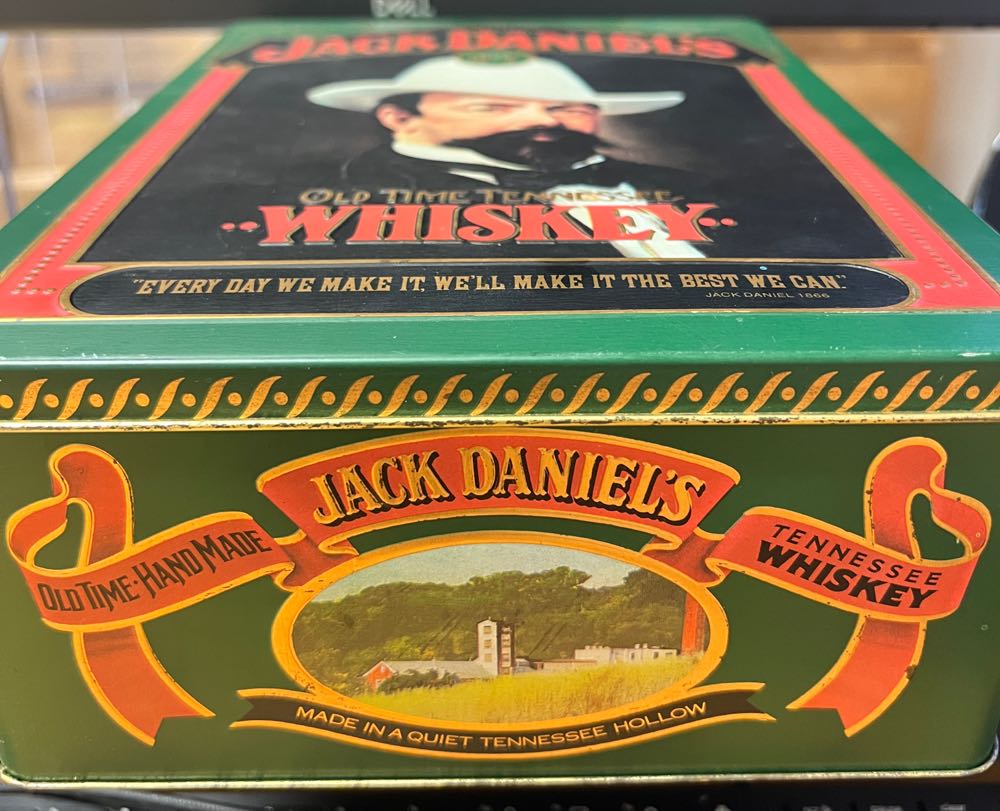 DELL
JACK DANIEL'S
OLD TIME TENNESSEE
WHISKEY
"EVERY DAY WE MAKE IT, WE'LL MAKE IT THE BEST WE CAN."
JACK DANIEL 1866
JACK DANIEL'S
OLD TIME • HAND MADE
TENNESSEE
WHISKEY
MADE IN A QUIET TENNESSEE HOLLOW